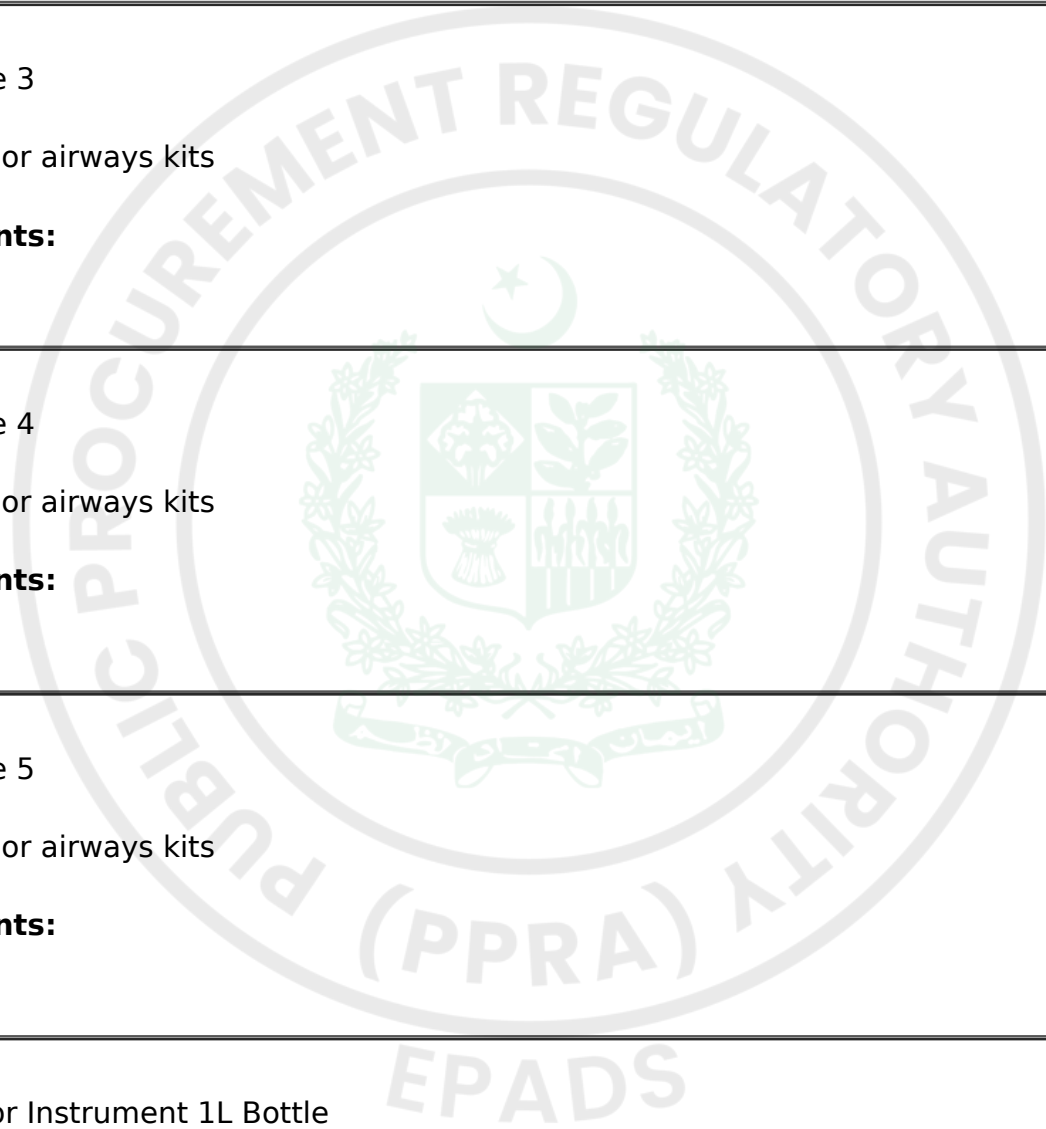 e 3
or airways kits
nts:
e 4
or airways kits
nts:
e 5
or airways kits
nts:
or Instrument 1L Bottle
PUBLIC PROCUREMENT REGULATORY AUTHORITY
(PPRA)
EPADS